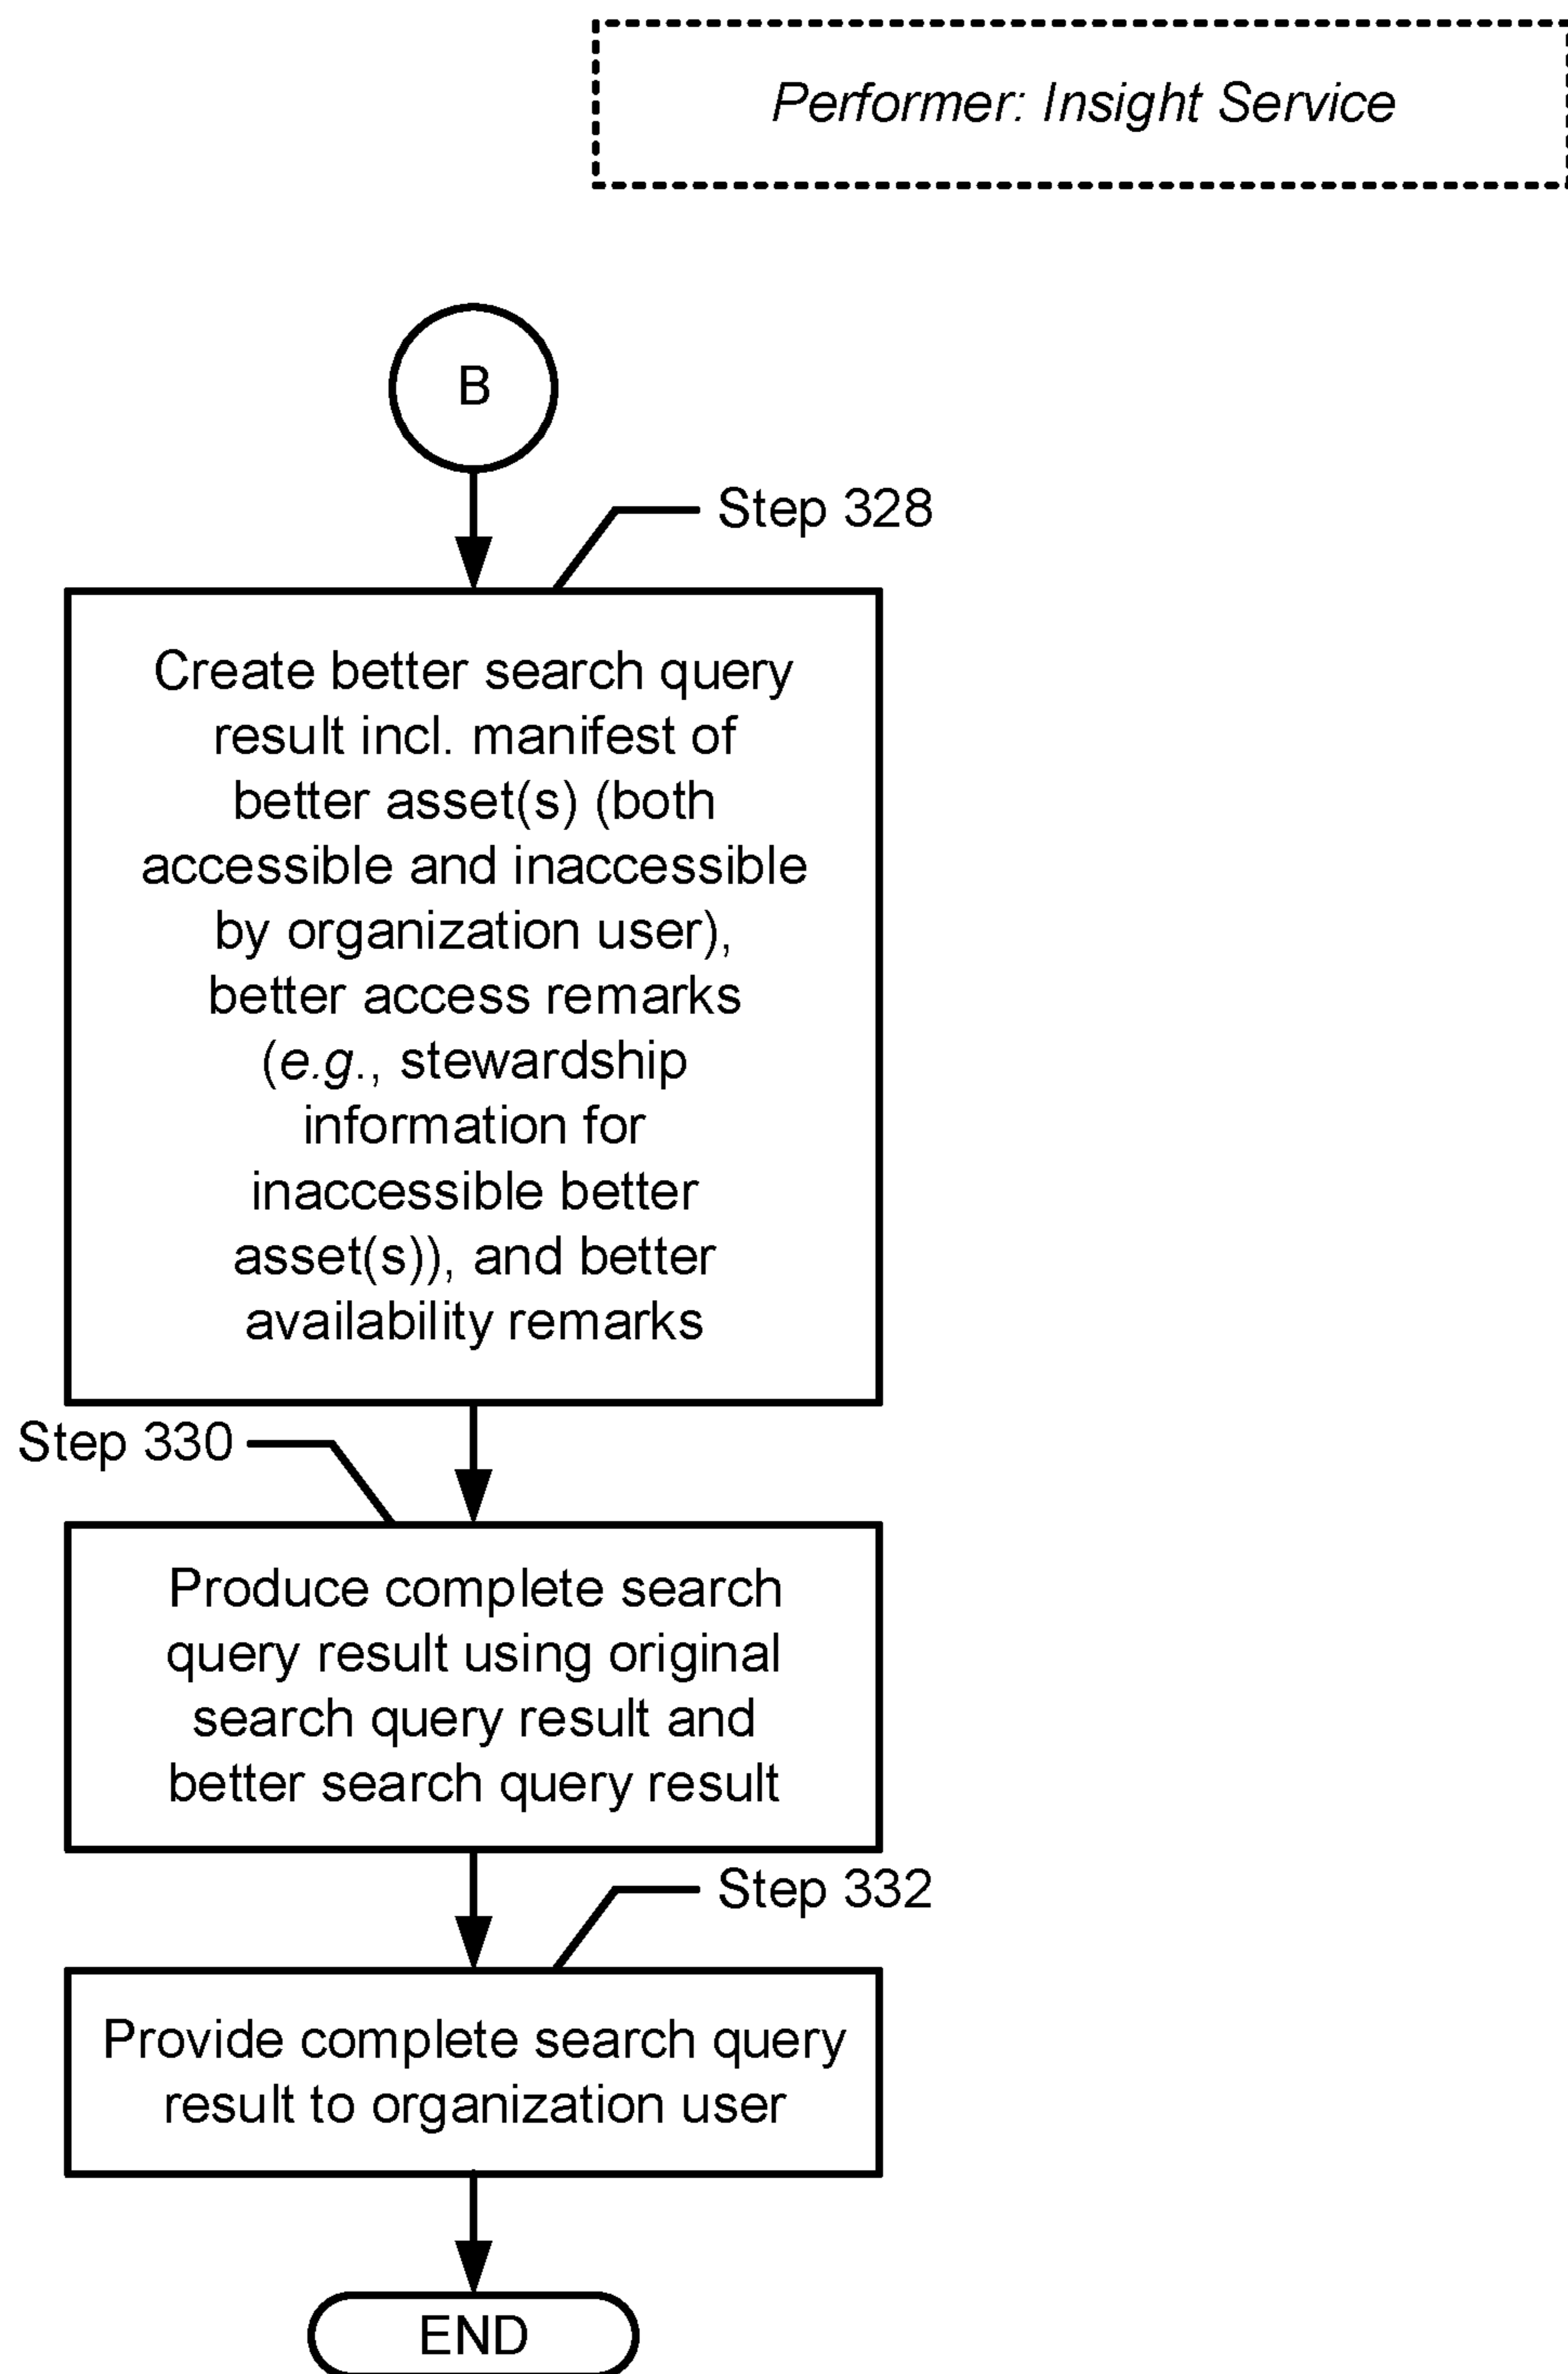 Performer: Insight Service
B
Step 328
Create better search query
result incl. manifest of
better asset(s) (both
accessible and inaccessible
by organization user),
better access remarks
(e.g., stewardship
information for
inaccessible better
asset(s)), and better
availability remarks
Step 330
Produce complete search
query result using original
search query result and
better search query result
Step 332
Provide complete search query
result to organization user
END